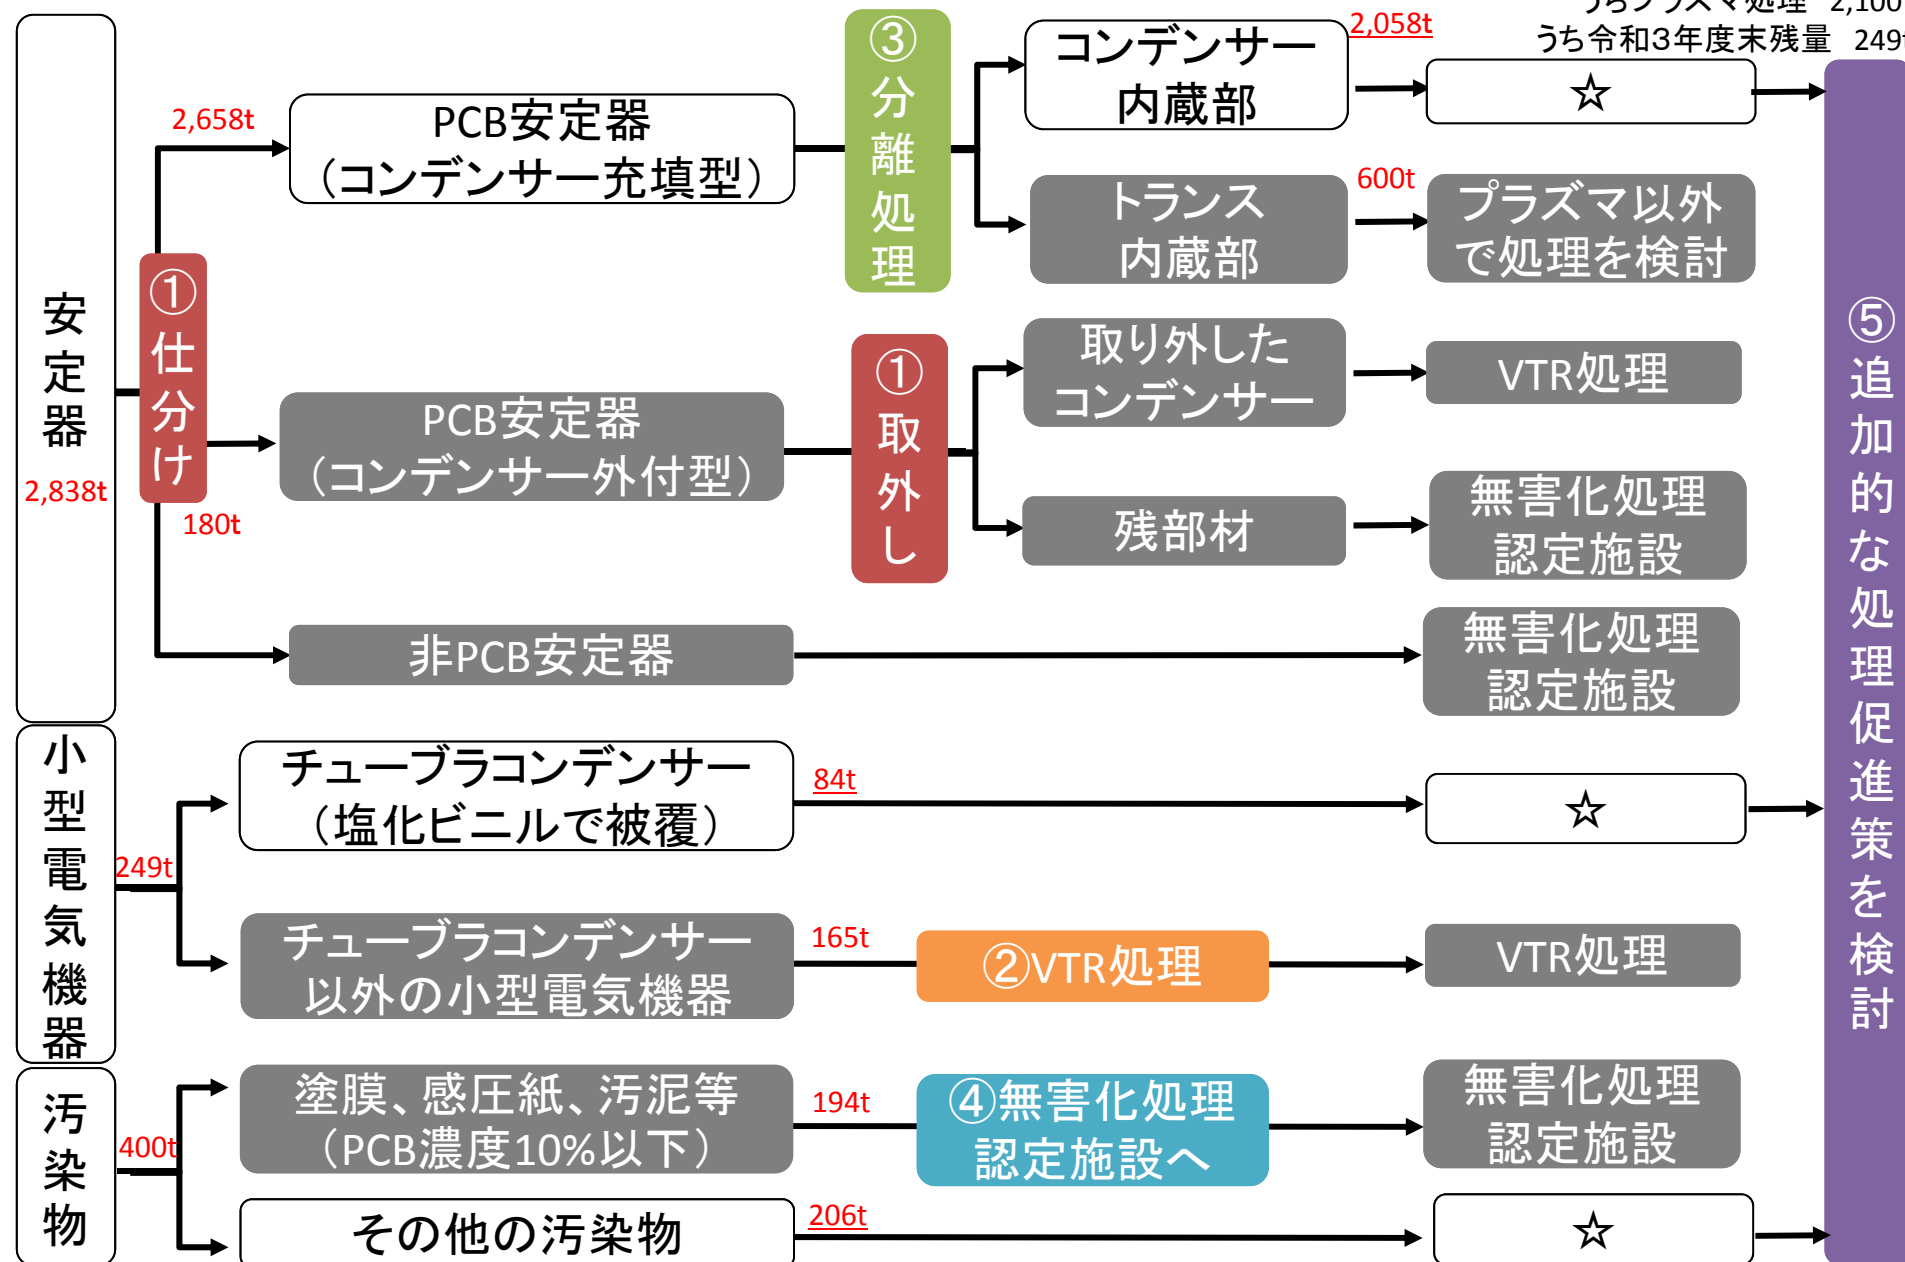 うちプラズマ処理 2,100
うち令和3年度末残量 249t
安定器
2,838t
①仕分け
2,658t
180t
PCB安定器
（コンデンサー充填型）
③分離処理
コンデンサー
内蔵部
2,058t
☆
トランス
内蔵部
600t
プラズマ以外
で処理を検討
PCB安定器
（コンデンサー外付型）
①取外し
取り外した
コンデンサー
VTR処理
残部材
無害化処理
認定施設
非PCB安定器
無害化処理
認定施設
小型電気機器
249t
チューブラコンデンサー
（塩化ビニルで被覆）
84t
☆
チューブラコンデンサー
以外の小型電気機器
165t
②VTR処理
VTR処理
汚染物
400t
塗膜、感圧紙、汚泥等
（PCB濃度10%以下）
194t
④無害化処理
認定施設へ
無害化処理
認定施設
その他の汚染物
206t
☆
⑤追加的な処理促進策を検討